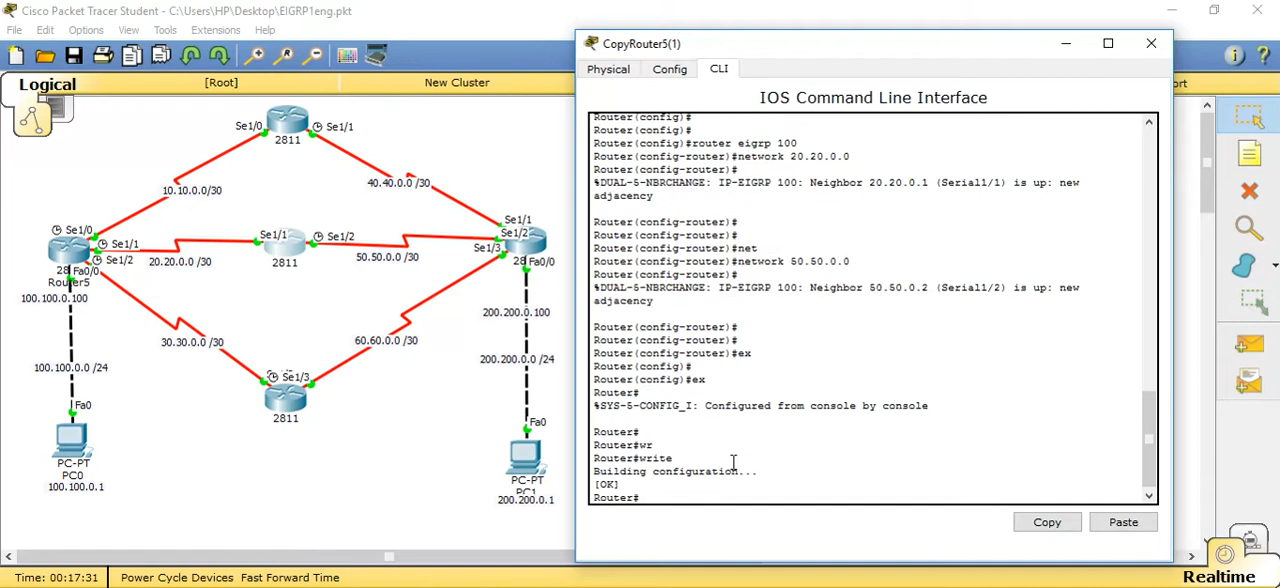 Cisco Packet Tracer Student - C:\Users\HP\Desktop\EIGRP1eng.pkt
File Edit Options View Tools Extensions Help
Logical [Root] New Cluster
Se1/0
Se1/1
2811
10.10.0.0 /30
40.40.0.0 /30
Se1/0
Se1/1
Se1/2
Fa0/0
Router5
100.100.0.100
20.20.0.0 /30
Se1/1
Se1/2
2811
50.50.0.0 /30
Se1/1
Se1/2
Se1/3
28
Fa0/0
200.200.0.100
30.30.0.0 /30
60.60.0.0 /30
Se1/3
2811
100.100.0.0 /24
200.200.0.0 /24
Fa0
PC-PT
PC0
100.100.0.1
Fa0
PC-PT
PC1
200.200.0.1
CopyRouter5(1)
Physical Config CLI
IOS Command Line Interface
Router(config)#
Router(config)#
Router(config)#router eigrp 100
Router(config-router)#network 20.20.0.0
Router(config-router)#
%DUAL-5-NBRCHANGE: IP-EIGRP 100: Neighbor 20.20.0.1 (Serial1/1) is up: new
adjacency
Router(config-router)#
Router(config-router)#
Router(config-router)#net
Router(config-router)#network 50.50.0.0
Router(config-router)#
%DUAL-5-NBRCHANGE: IP-EIGRP 100: Neighbor 50.50.0.2 (Serial1/2) is up: new
adjacency
Router(config-router)#
Router(config-router)#
Router(config-router)#ex
Router(config)#
Router(config)#ex
Router#
%SYS-5-CONFIG_I: Configured from console by console
Router#
Router#wr
Router#write
Building configuration...
[OK]
Router#
Copy Paste
Time: 00:17:31 Power Cycle Devices Fast Forward Time
Realtime